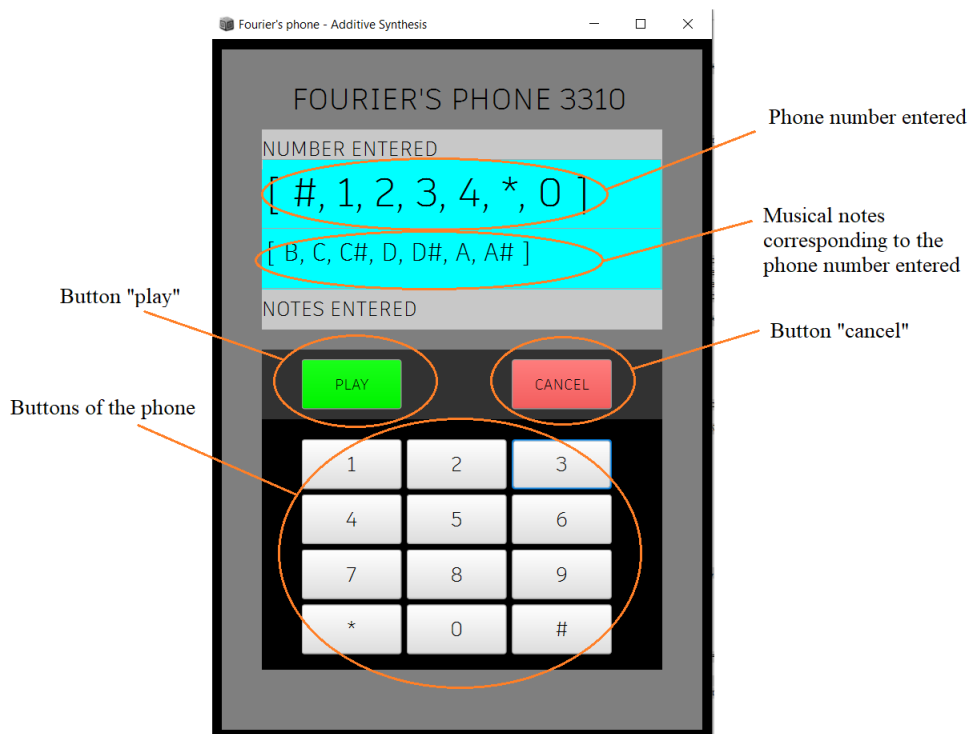 Fourier's phone - Additive Synthesis
FOURIER'S PHONE 3310
Phone number entered
NUMBER ENTERED
[ #, 1, 2, 3, 4, *, 0 ]
Musical notes
corresponding to the
phone number entered
[ B, C, C#, D, D#, A, A# ]
Button "play"
NOTES ENTERED
Button "cancel"
PLAY CANCEL
Buttons of the phone
1 2 3
4 5 6
7 8 9
* 0 #